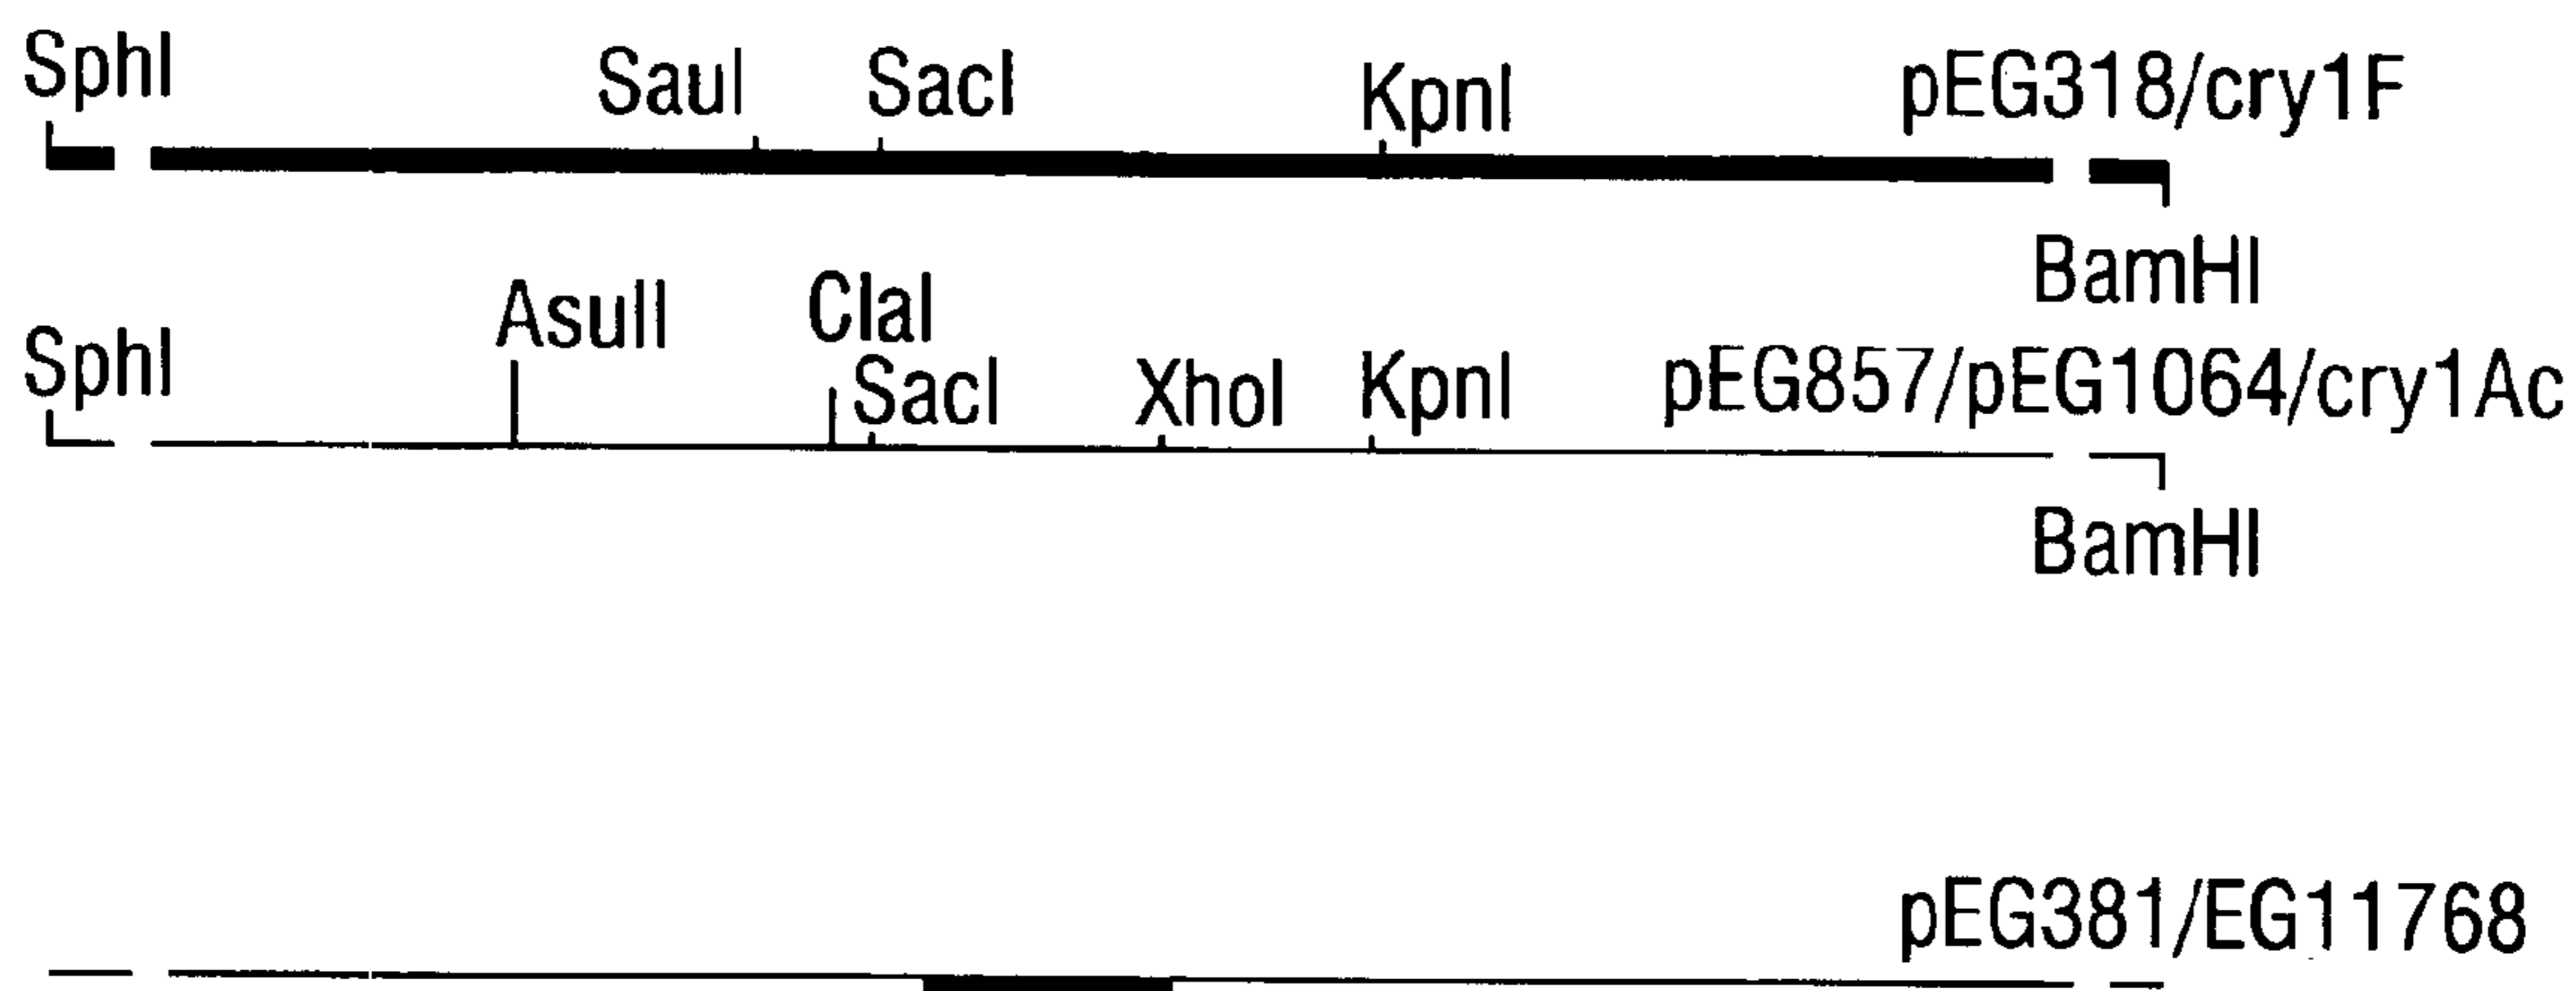 SphI SauI SacI KpnI pEG318/cry1F
BamHI
AsuII ClaI
SphI SacI XhoI KpnI pEG857/pEG1064/cry1Ac
BamHI
pEG381/EG11768